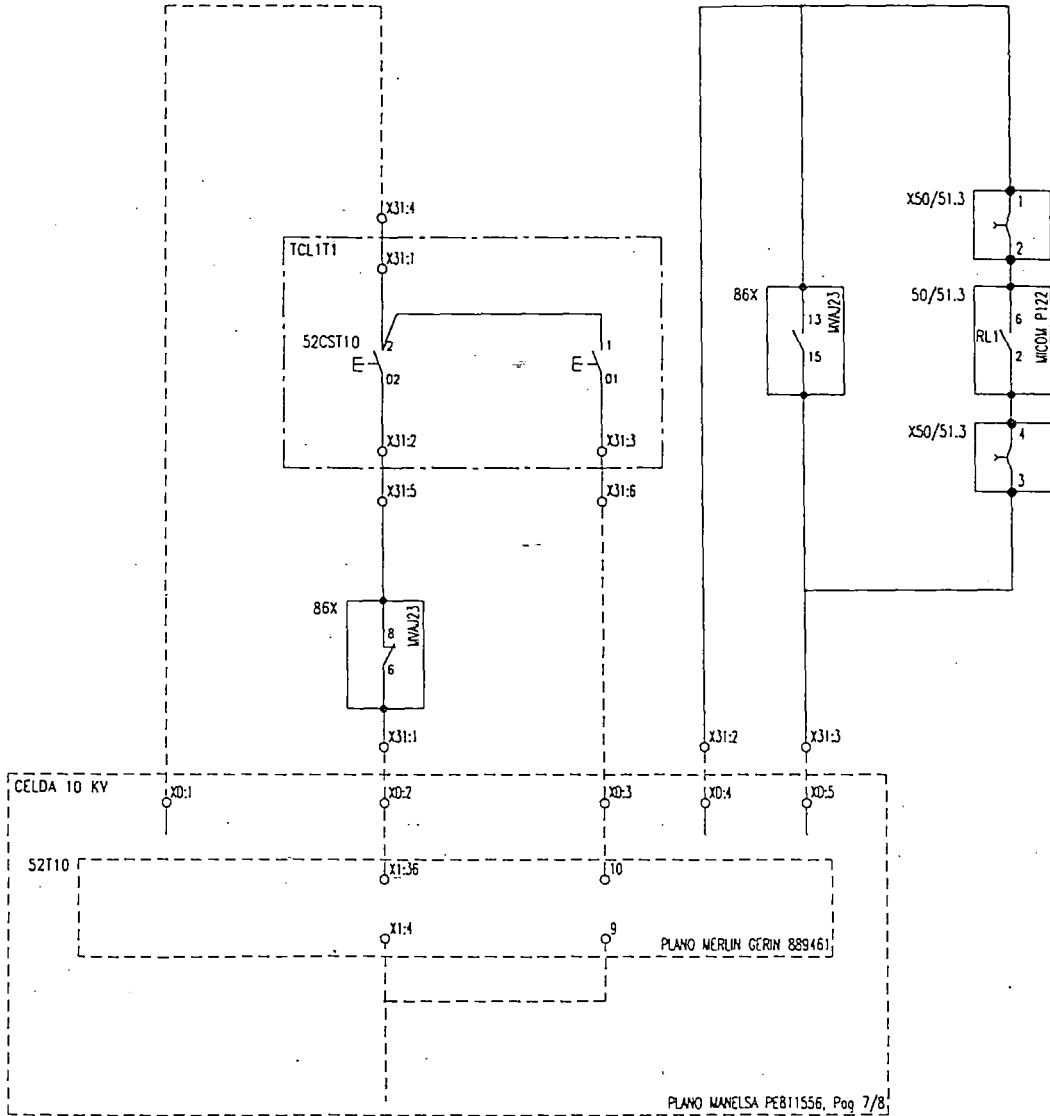 X31:4
TCL1T1
X31:1
52CST10
2
02
1
01
X31:2
X31:3
X31:5
X31:6
86X
8
6
MVAJ23
X31:1
86X
13
15
MVAJ23
X50/51.3
1
2
50/51.3
RL1
6
2
MICOM P122
X50/51.3
4
3
X31:2
X31:3
CELDA 10 KV
X0:1
X0:2
X0:3
X0:4
X0:5
52T10
X1:36
10
X1:4
9
PLANO MERLIN GERIN 889461
PLANO MANELSA PE811556, Pag 7/8